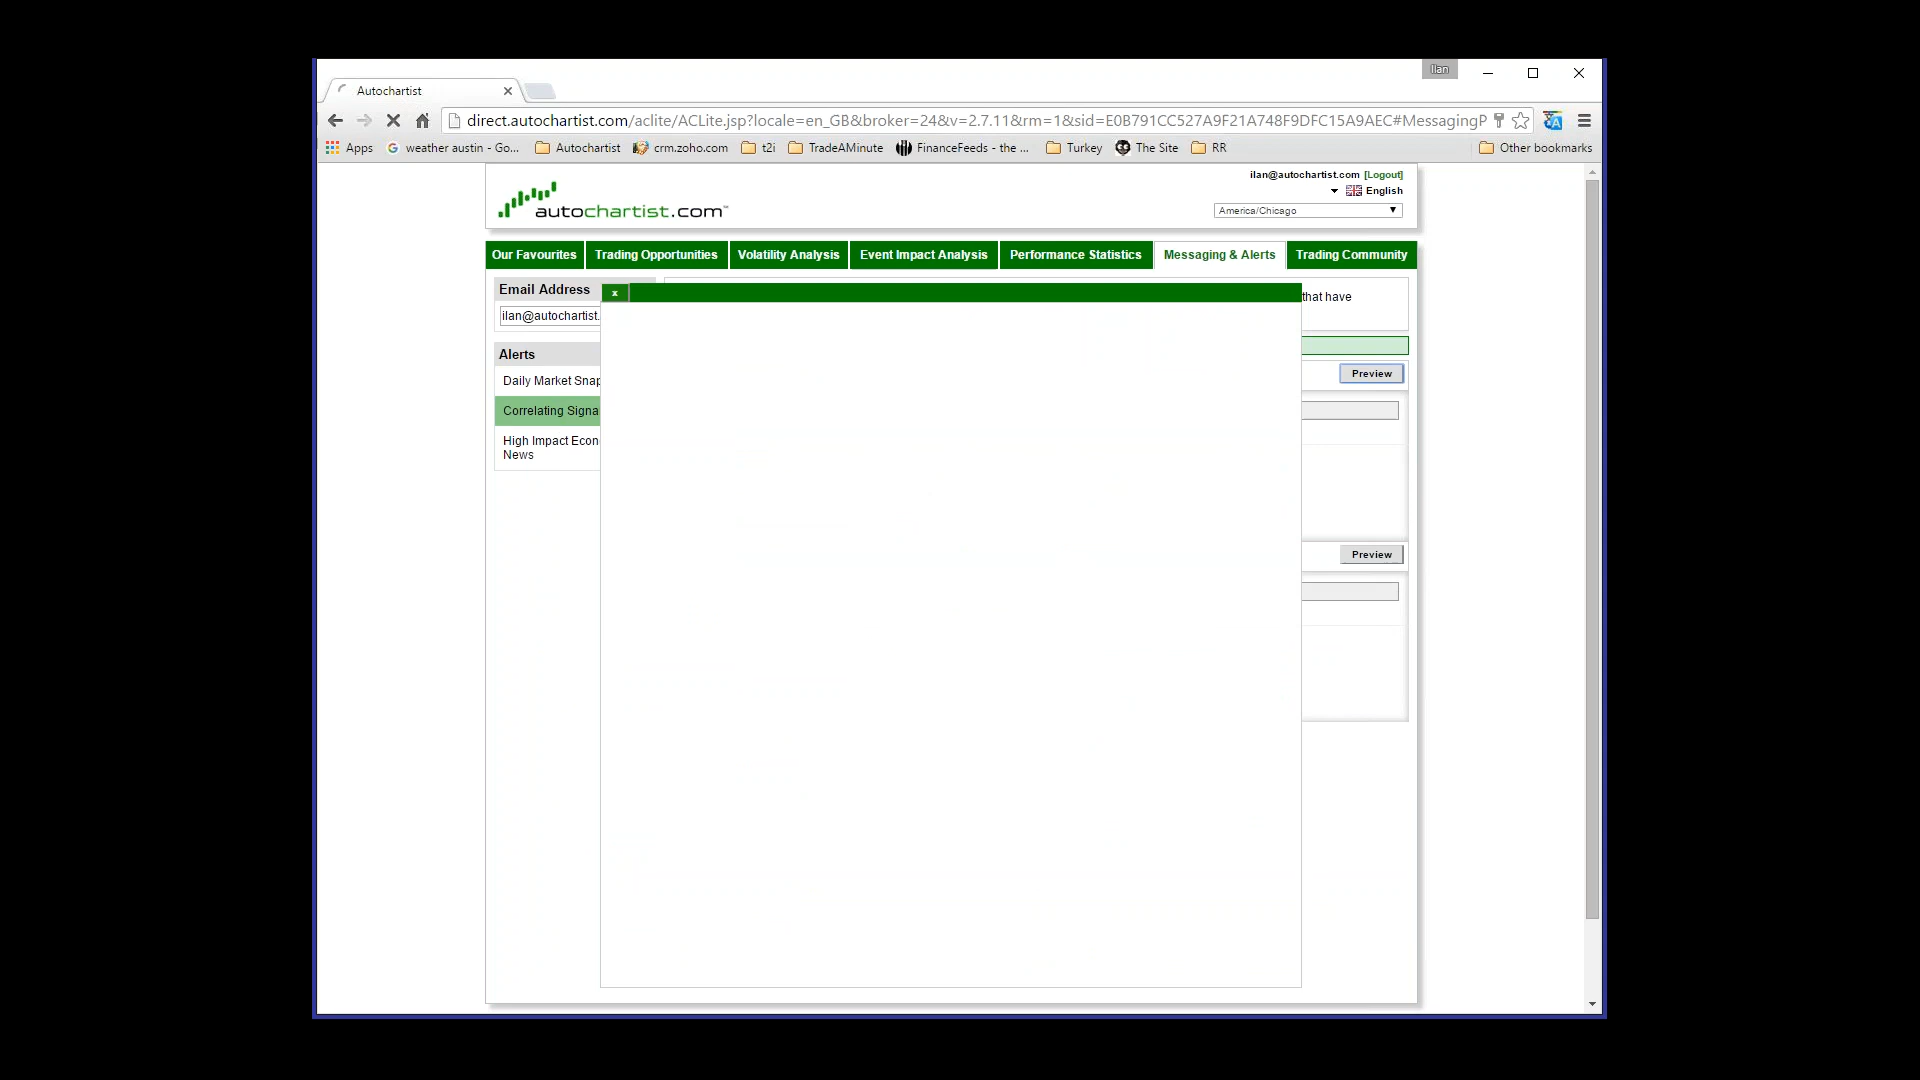 Ilan
Autochartist
direct.autochartist.com/aclite/ACLite.jsp?locale=en_GB&broker=24&v=2.7.11&rm=1&sid=E0B791CC527A9F21A748F9DFC15A9AEC#MessagingP
Apps weather austin - Go... Autochartist crm.zoho.com t2i TradeAMinute FinanceFeeds - the ... Turkey The Site RR Other bookmarks
ilan@autochartist.com [Logout]
English
autochartist.com™
America/Chicago
Our Favourites Trading Opportunities Volatility Analysis Event Impact Analysis Performance Statistics Messaging & Alerts Trading Community
Email Address
x
that have
ilan@autochartist.
Alerts
Preview
Daily Market Snap
Correlating Signa
High Impact Econ
News
Preview